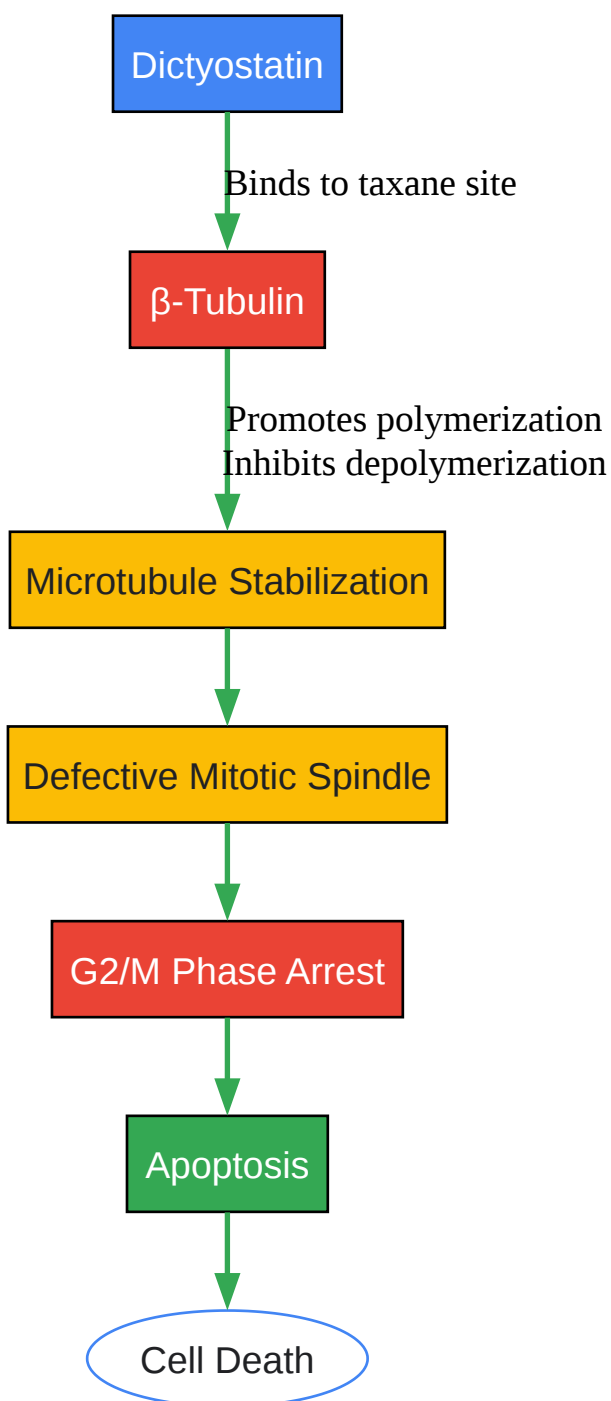 Dictyostatin
Binds to taxane site
β-Tubulin
Promotes polymerization
Inhibits depolymerization
Microtubule Stabilization
Defective Mitotic Spindle
G2/M Phase Arrest
Apoptosis
Cell Death